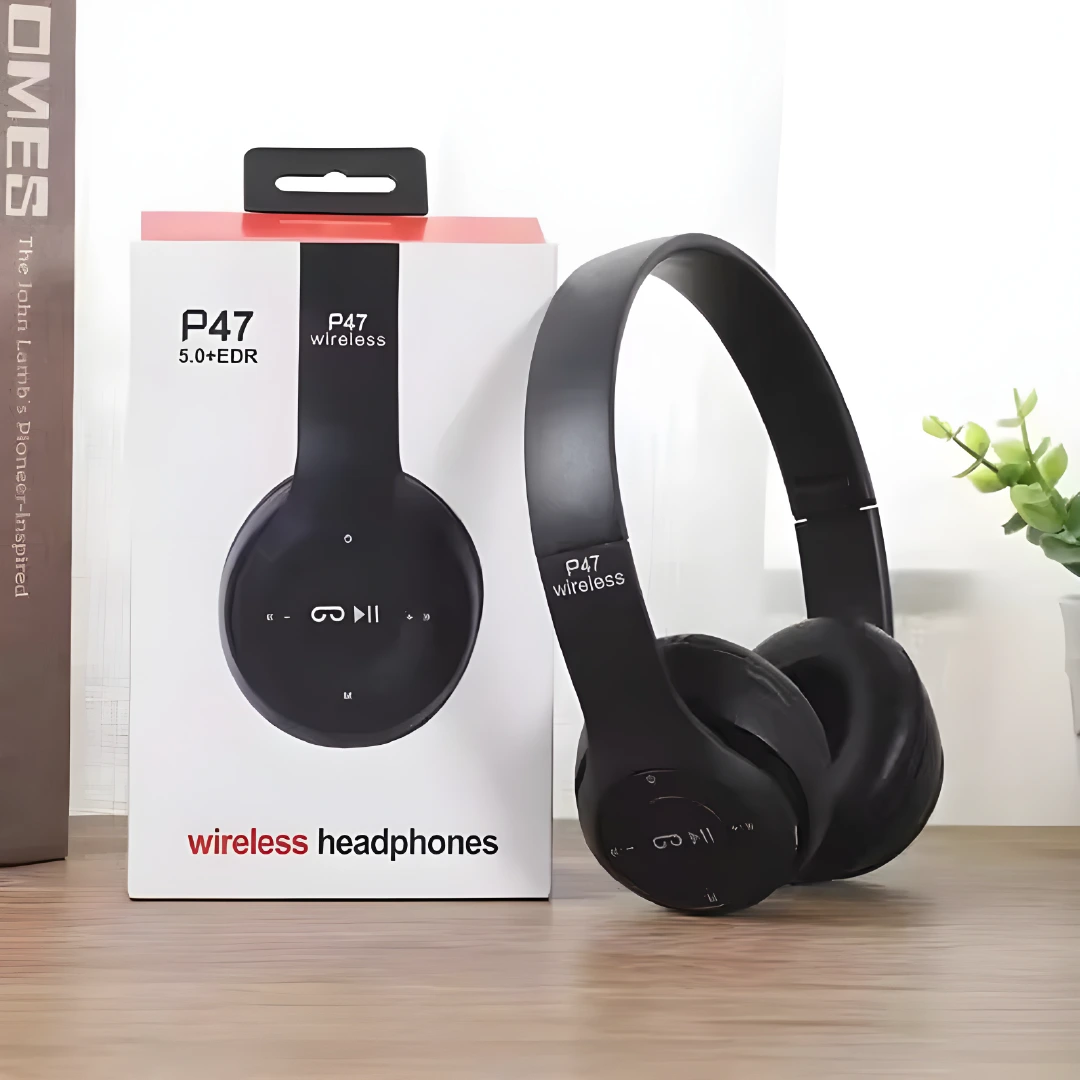 OMES
The John Lamb's Pioneer-Inspired
P47
5.0+EDR
P47
wireless
wireless headphones
P47
wireless